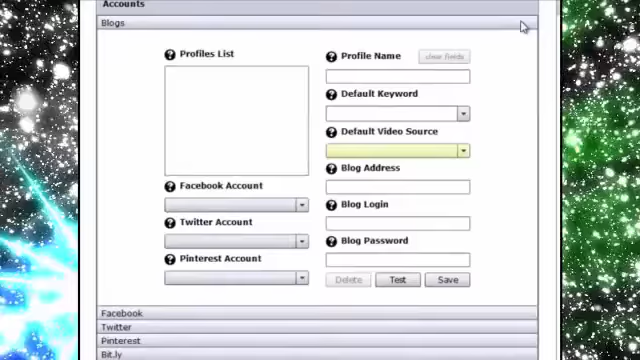 Accounts
Blogs
Profiles List
Profile Name
clear fields
Default Keyword
Default Video Source
Blog Address
Facebook Account
Blog Login
Twitter Account
Blog Password
Pinterest Account
Delete
Test
Save
Facebook
Twitter
Pinterest
Bit.ly